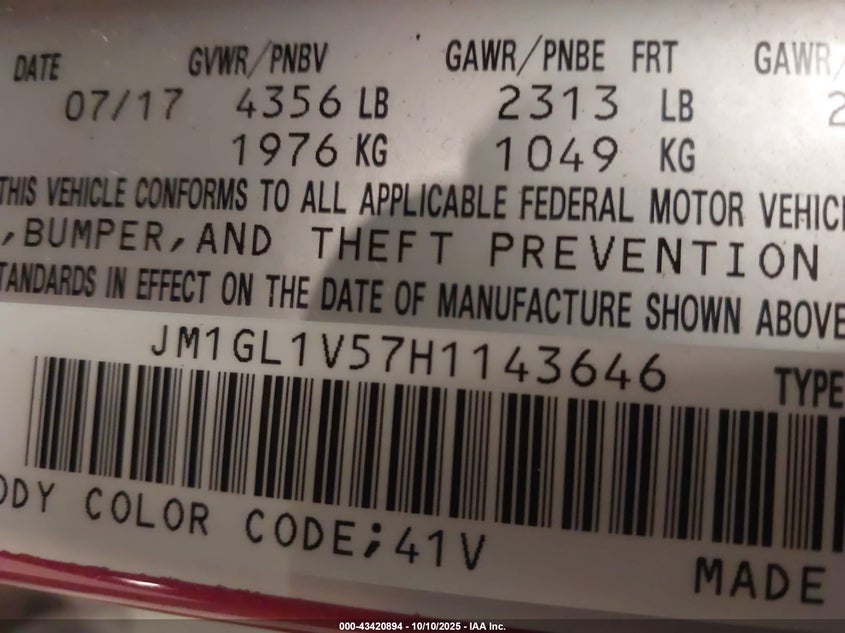 DATE GVWR/PNBV GAWR/PNBE FRT GAWR/
07/17 4356 LB 2313 LB 2
1976 KG 1049 KG
THIS VEHICLE CONFORMS TO ALL APPLICABLE FEDERAL MOTOR VEHIC
,BUMPER,AND THEFT PREVENTION
TANDARDS IN EFFECT ON THE DATE OF MANUFACTURE SHOWN ABOVE
JM1GL1V57H1143646 TYPE
ODY COLOR CODE;41V
MADE
000-43420894 - 10/10/2025 - IAA Inc.